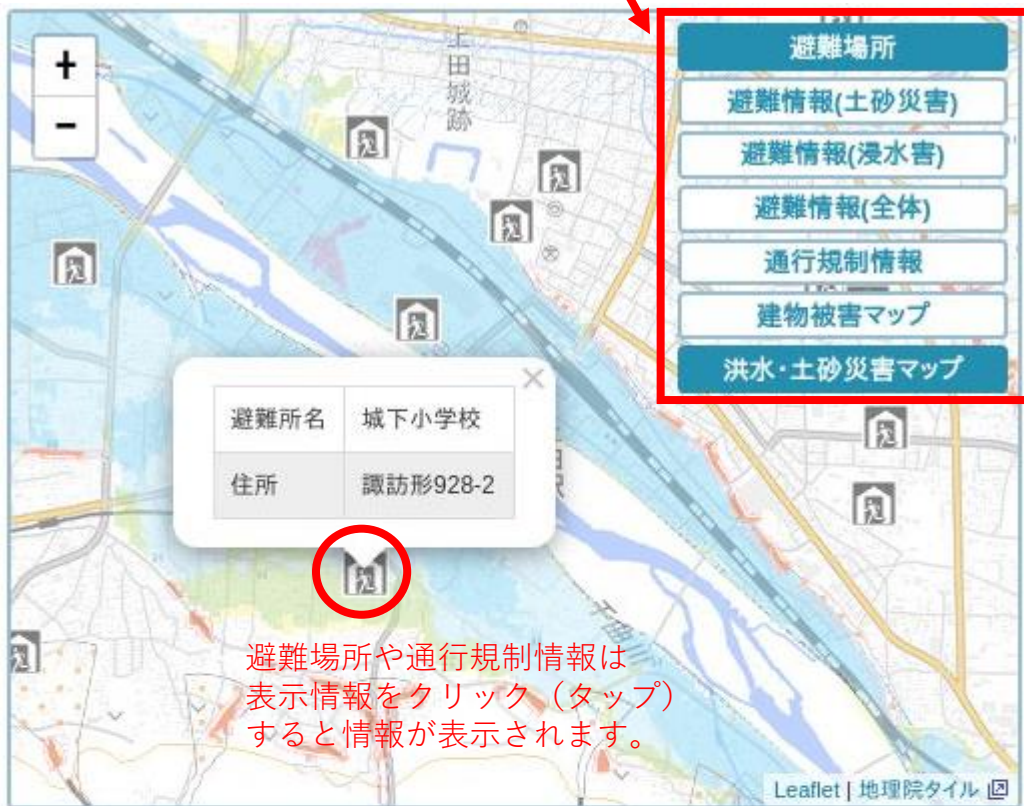 +
−
上田城跡
避難場所
避難情報(土砂災害)
避難情報(浸水害)
避難情報(全体)
通行規制情報
建物被害マップ
洪水・土砂災害マップ
避難所名 城下小学校
住所 諏訪形928-2
避難場所や通行規制情報は
表示情報をクリック（タップ）
すると情報が表示されます。
Leaflet | 地理院タイル